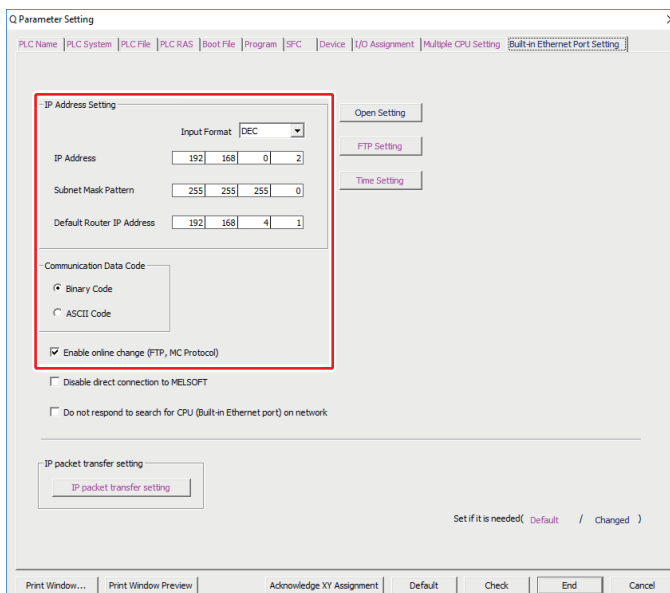 Q Parameter Setting
PLC Name PLC System PLC File PLC RAS Boot File Program SFC Device I/O Assignment Multiple CPU Setting Built-in Ethernet Port Setting
IP Address Setting
Input Format DEC
IP Address 192 168 0 2
Subnet Mask Pattern 255 255 255 0
Default Router IP Address 192 168 4 1
Open Setting
FTP Setting
Time Setting
Communication Data Code
Binary Code
ASCII Code
Enable online change (FTP, MC Protocol)
Disable direct connection to MELSOFT
Do not respond to search for CPU (Built-in Ethernet port) on network
IP packet transfer setting
IP packet transfer setting
Set if it is needed( Default / Changed )
Print Window... Print Window Preview Acknowledge XY Assignment Default Check End Cancel